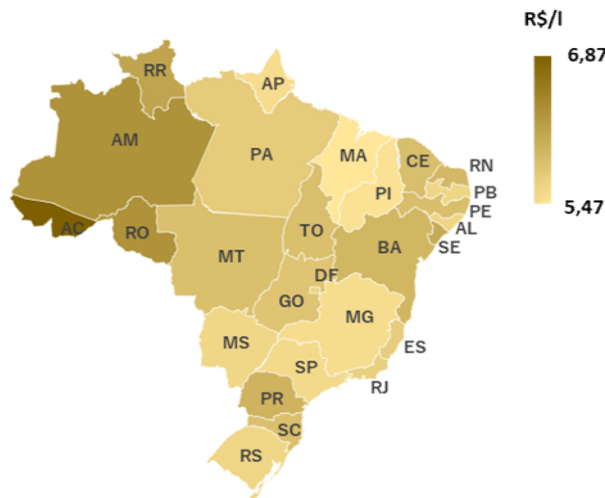 R$/l
6,87
5,47
RR
AP
AM
PA
MA
CE
RN
PI
PB
PE
AL
SE
AC
RO
TO
BA
MT
DF
GO
MG
MS
ES
SP
RJ
PR
SC
RS